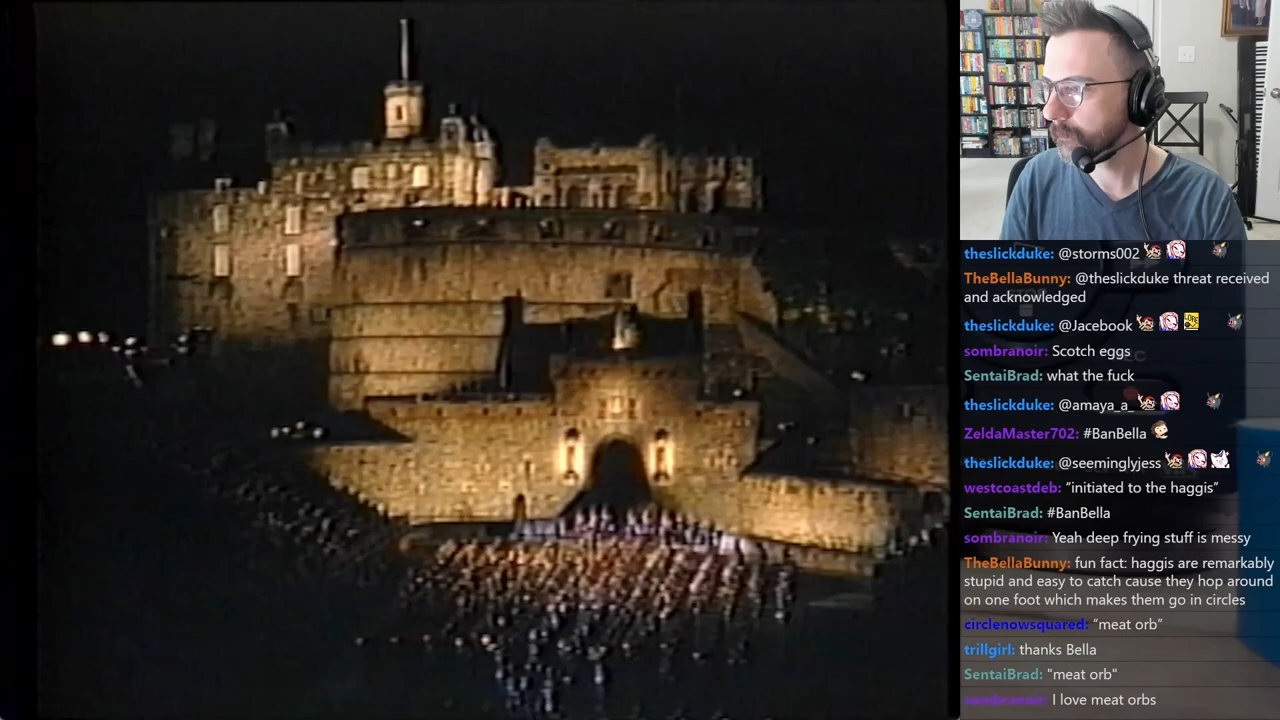 theslickduke: @storms002
TheBellaBunny: @theslickduke threat received
and acknowledged
theslickduke: @Jacebook
sombranoir: Scotch eggs
SentaiBrad: what the fuck
theslickduke: @amaya_a_
ZeldaMaster702: #BanBella
theslickduke: @seeminglyjess
westcoastdeb: “initiated to the haggis”
SentaiBrad: #BanBella
sombranoir: Yeah deep frying stuff is messy
TheBellaBunny: fun fact: haggis are remarkably
stupid and easy to catch cause they hop around
on one foot which makes them go in circles
circlenowsquared: “meat orb”
trillgirl: thanks Bella
SentaiBrad: "meat orb"
sombranoir: I love meat orbs